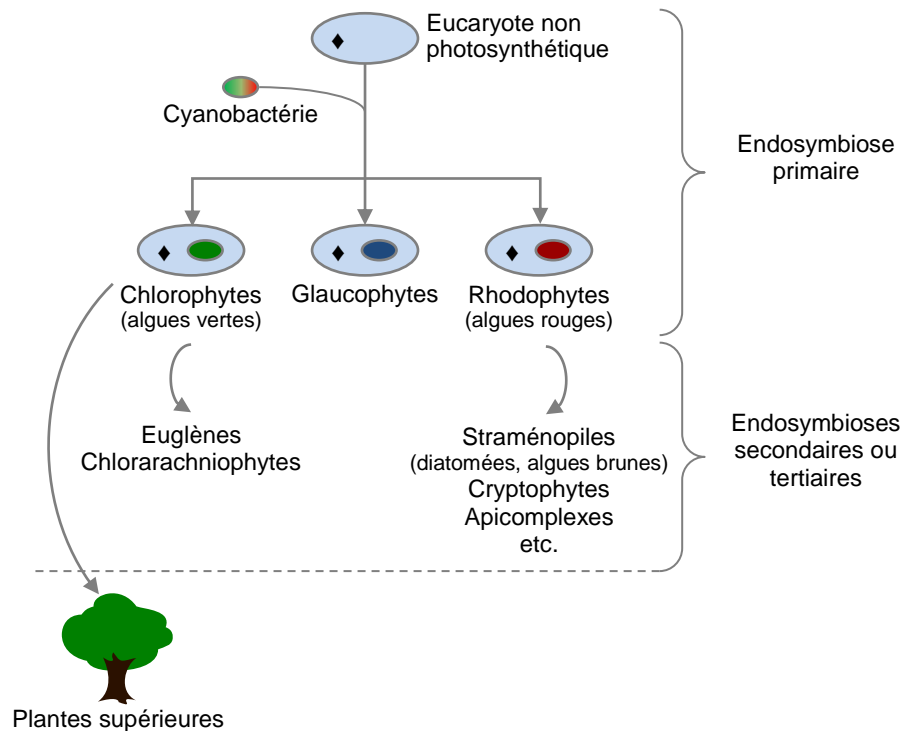 Eucaryote non
photosynthétique
Cyanobactérie
Endosymbiose
primaire
Chlorophytes
(algues vertes)
Glaucophytes
Rhodophytes
(algues rouges)
Euglènes
Chlorarachniophytes
Straménopiles
(diatomées, algues brunes)
Cryptophytes
Apicomplexes
etc.
Endosymbioses
secondaires ou
tertiaires
Plantes supérieures